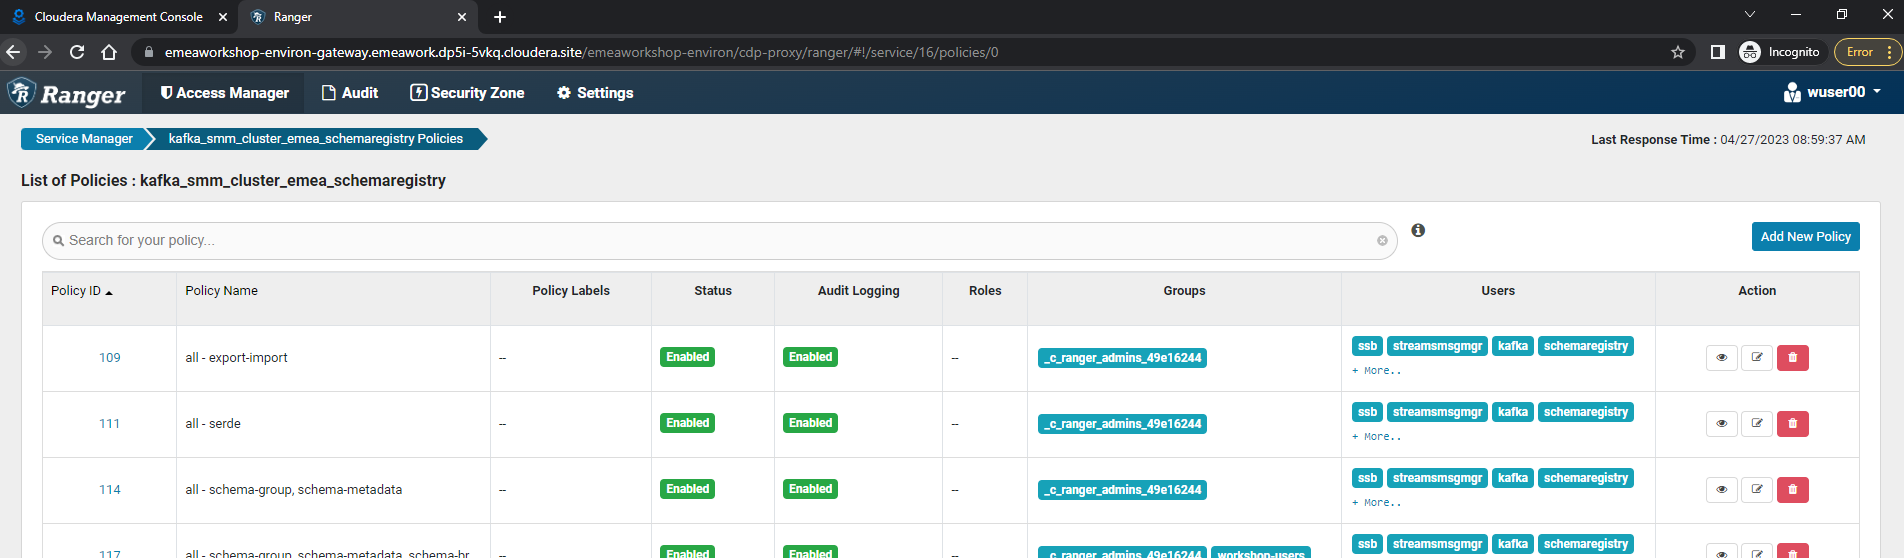 Cloudera Management Console
Ranger
emeaworkshop-environ-gateway.emeawork.dp5i-5vkq.cloudera.site/emeaworkshop-environ/cdp-proxy/ranger/#!/service/16/policies/0
Incognito
Error
Ranger
Access Manager
Audit
Security Zone
Settings
wuser00
Service Manager
kafka_smm_cluster_emea_schemaregistry Policies
Last Response Time : 04/27/2023 08:59:37 AM
List of Policies : kafka_smm_cluster_emea_schemaregistry
Search for your policy...
Add New Policy
Policy ID Policy Name Policy Labels Status Audit Logging Roles Groups Users Action
109 all - export-import -- Enabled Enabled -- _c_ranger_admins_49e16244 ssb streamsmsgmgr kafka schemaregistry
+ More..
111 all - serde -- Enabled Enabled -- _c_ranger_admins_49e16244 ssb streamsmsgmgr kafka schemaregistry
+ More..
114 all - schema-group, schema-metadata -- Enabled Enabled -- _c_ranger_admins_49e16244 ssb streamsmsgmgr kafka schemaregistry
+ More..
117 all - schema-group, schema-metadata, schema-br Enabled Enabled _c_ranger_admins_49e16244 workshop-users ssb streamsmsgmgr kafka schemaregistry